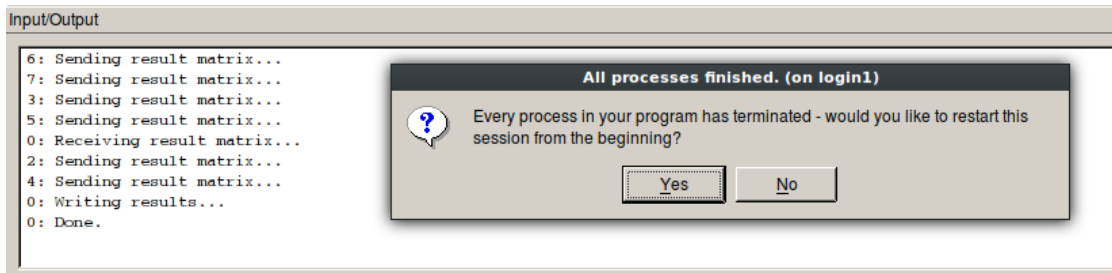 Input/Output
6: Sending result matrix...
7: Sending result matrix...
3: Sending result matrix...
5: Sending result matrix...
0: Receiving result matrix...
2: Sending result matrix...
4: Sending result matrix...
0: Writing results...
0: Done.
All processes finished. (on login1)
Every process in your program has terminated - would you like to restart this
session from the beginning?
Yes No